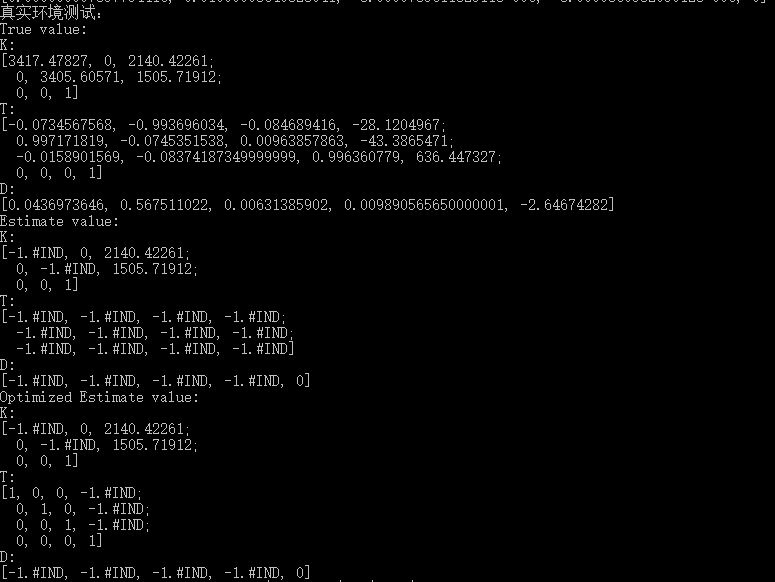 真实环境测试:
True value:
K:
[3417.47827, 0, 2140.42261;
0, 3405.60571, 1505.71912;
0, 0, 1]
T:
[-0.0734567568, -0.993696034, -0.084689416, -28.1204967;
0.997171819, -0.0745351538, 0.00963857863, -43.3865471;
-0.0158901569, -0.08374187349999999, 0.996360779, 636.447327;
0, 0, 0, 1]
D:
[0.0436973646, 0.567511022, 0.00631385902, 0.009890565650000001, -2.64674282]
Estimate value:
K:
[-1.#IND, 0, 2140.42261;
0, -1.#IND, 1505.71912;
0, 0, 1]
T:
[-1.#IND, -1.#IND, -1.#IND, -1.#IND;
-1.#IND, -1.#IND, -1.#IND, -1.#IND;
-1.#IND, -1.#IND, -1.#IND, -1.#IND]
D:
[-1.#IND, -1.#IND, -1.#IND, -1.#IND, 0]
Optimized Estimate value:
K:
[-1.#IND, 0, 2140.42261;
0, -1.#IND, 1505.71912;
0, 0, 1]
T:
[1, 0, 0, -1.#IND;
0, 1, 0, -1.#IND;
0, 0, 1, -1.#IND;
0, 0, 0, 1]
D:
[-1.#IND, -1.#IND, -1.#IND, -1.#IND, 0]